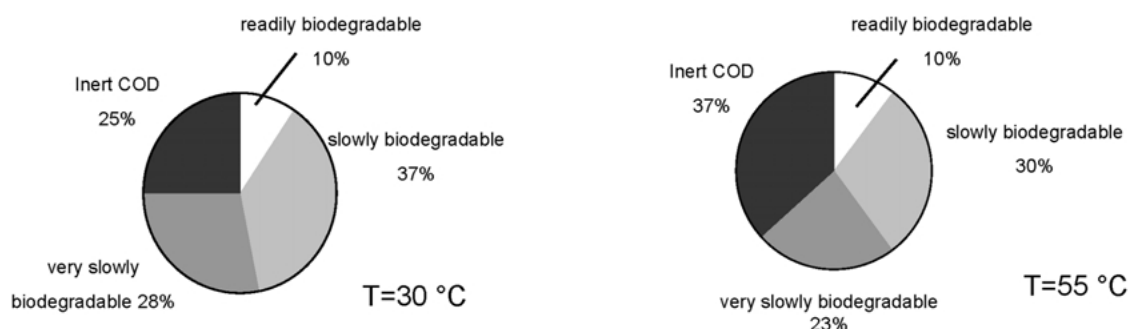 readily biodegradable
10%
Inert COD
25%
slowly biodegradable
37%
very slowly
biodegradable 28%
T=30 °C
readily biodegradable
10%
Inert COD
37%
slowly biodegradable
30%
very slowly biodegradable
23%
T=55 °C